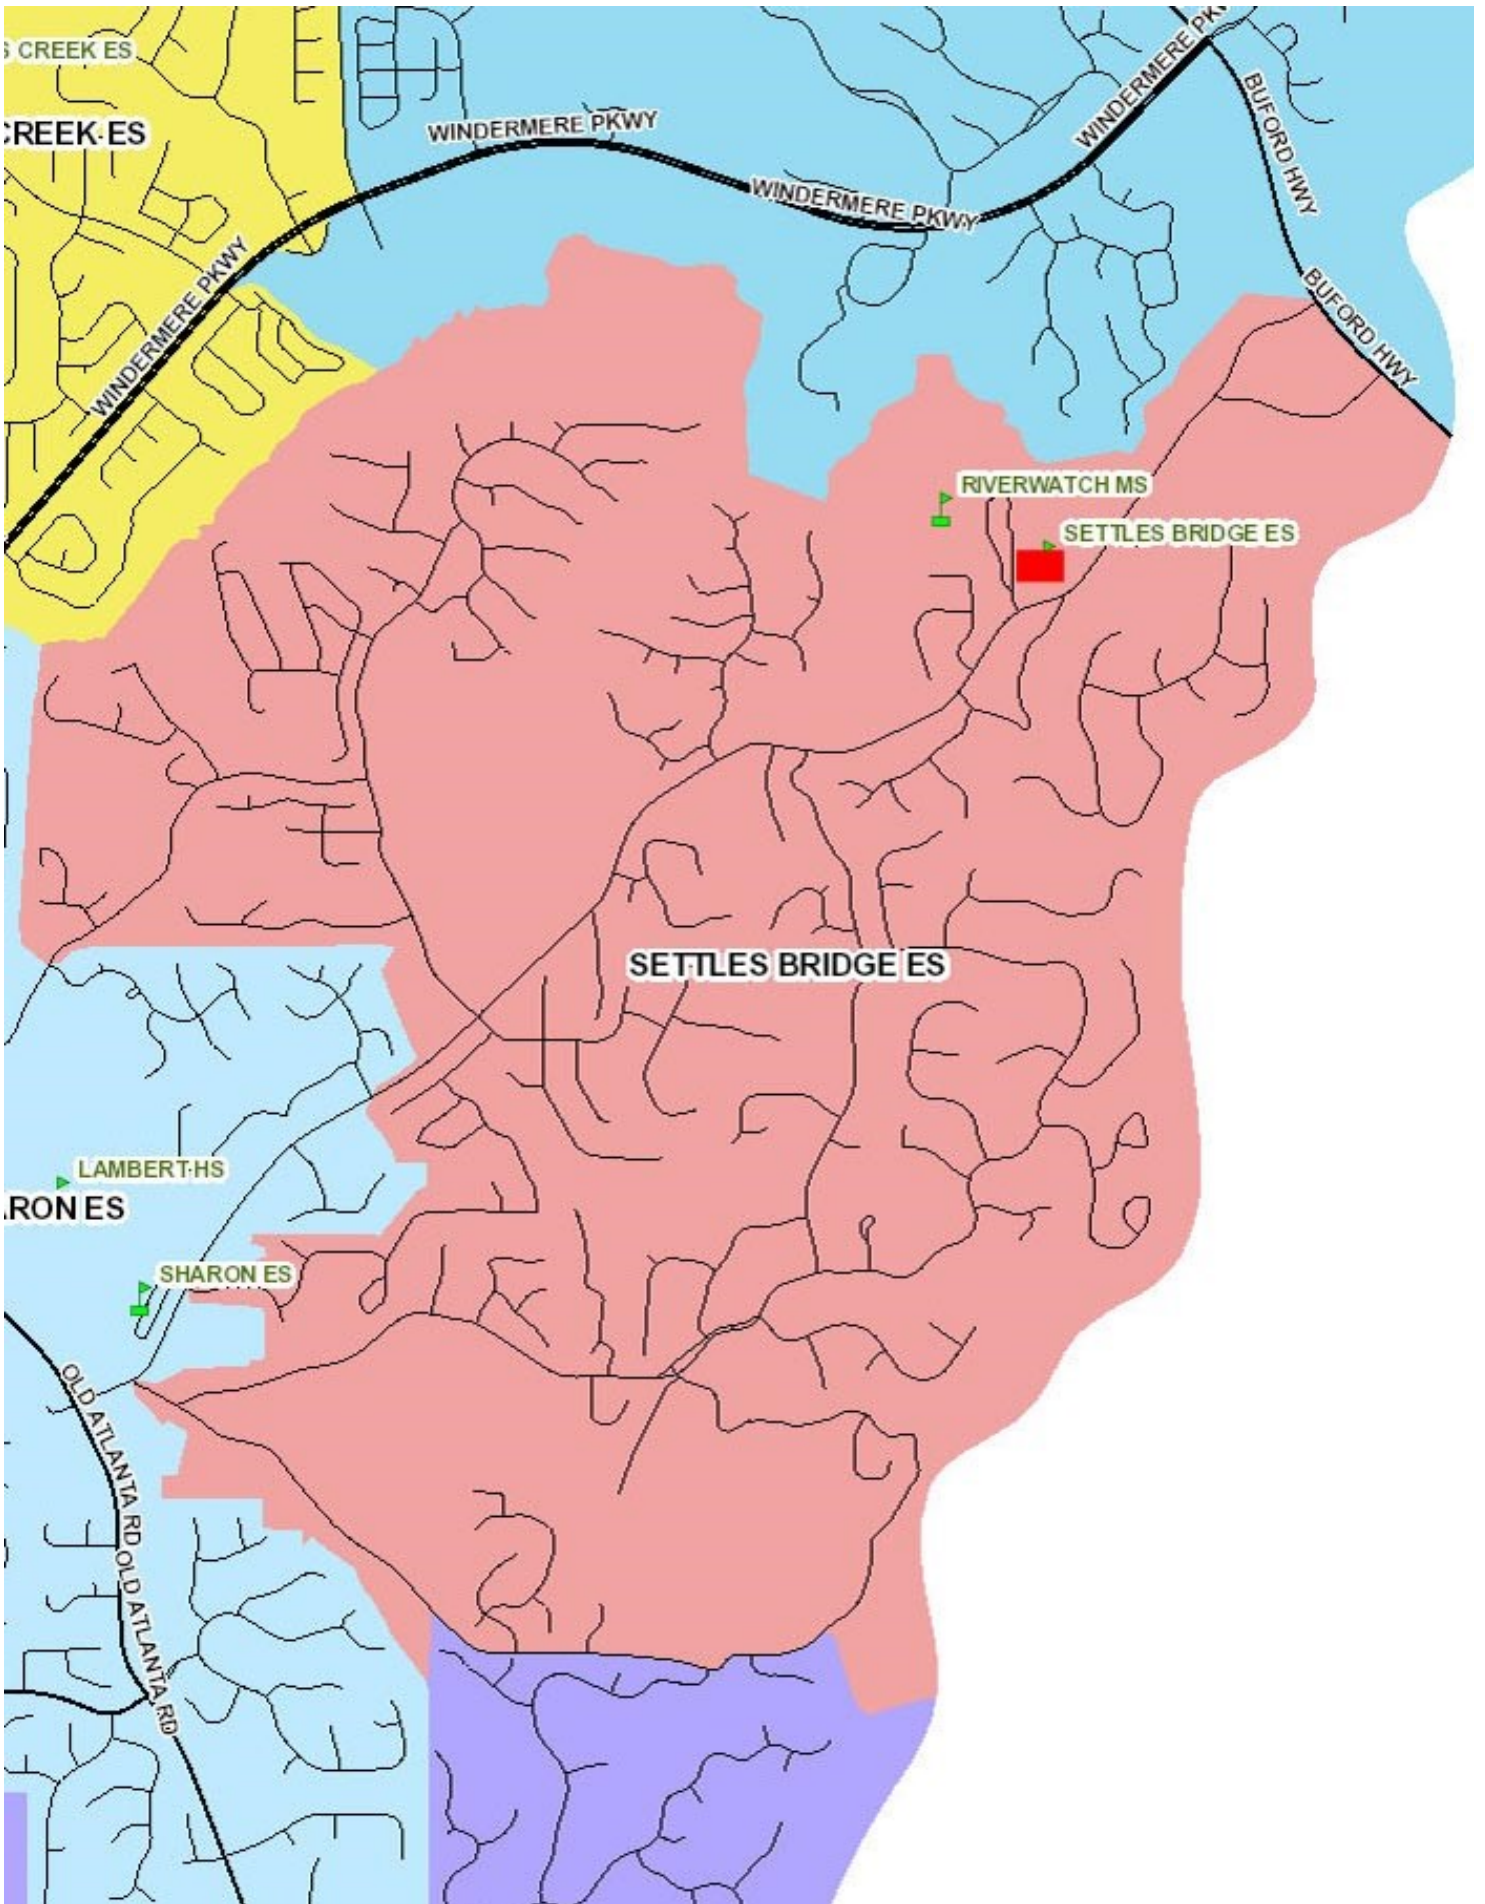 S CREEK ES
CREEK ES
WINDERMERE PKWY
WINDERMERE PKWY
WINDERMERE PKWY
WINDERMERE PKWY
BUFORD HWY
BUFORD HWY
RIVERWATCH MS
SETTLES BRIDGE ES
SETTLES BRIDGE ES
LAMBERT HS
ARON ES
SHARON ES
OLD ATLANTA RD
OLD ATLANTA RD